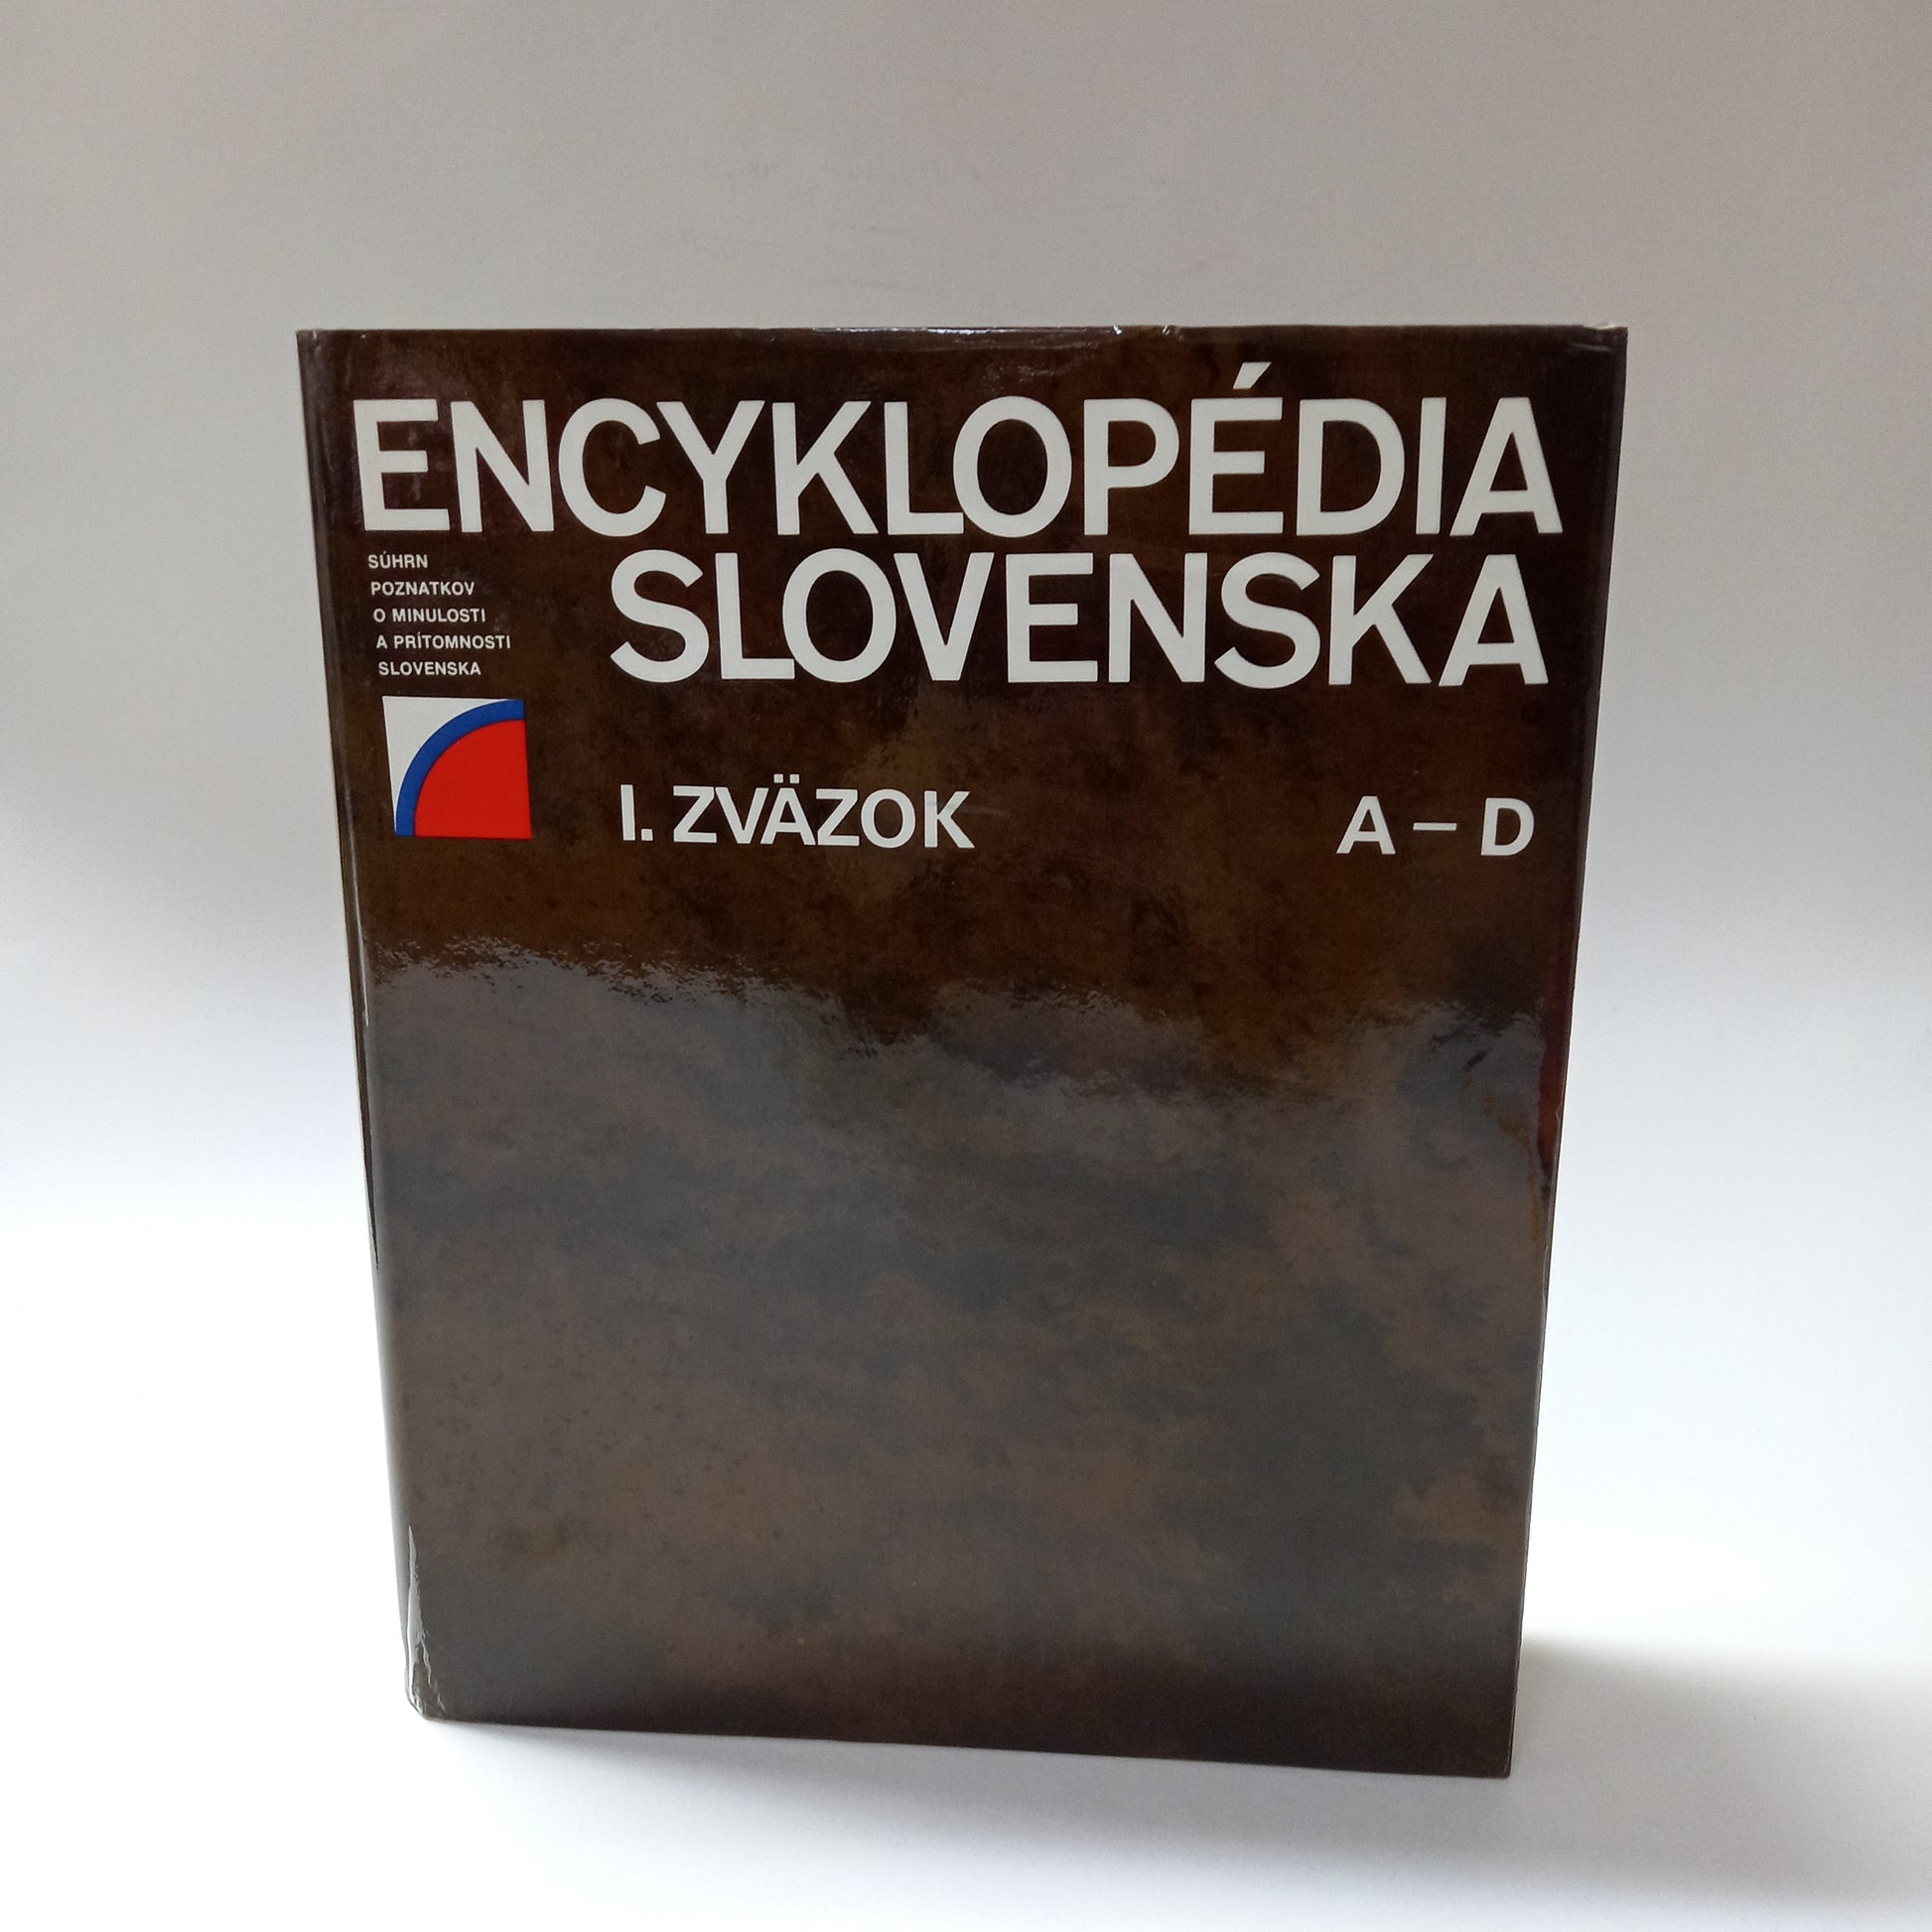 ENCYKLOPÉDIA
SLOVENSKA
SÚHRN
POZNATKOV
O MINULOSTI
A PRÍTOMNOSTI
SLOVENSKA
I. ZVÄZOK A – D